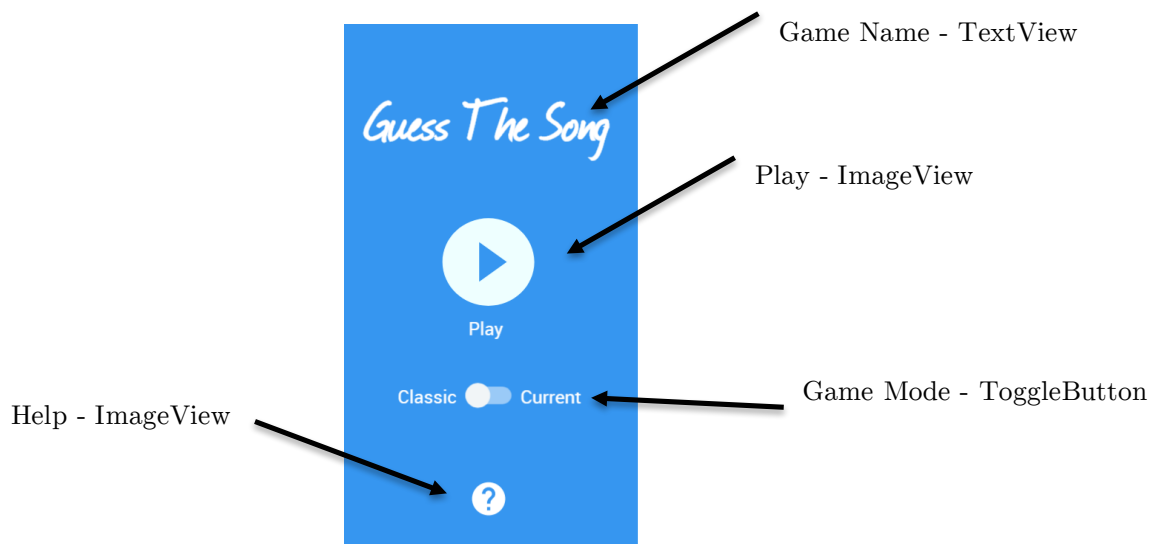 Game Name - TextView
Guess The Song
Play - ImageView
Play
Classic Current
Game Mode - ToggleButton
Help - ImageView
?